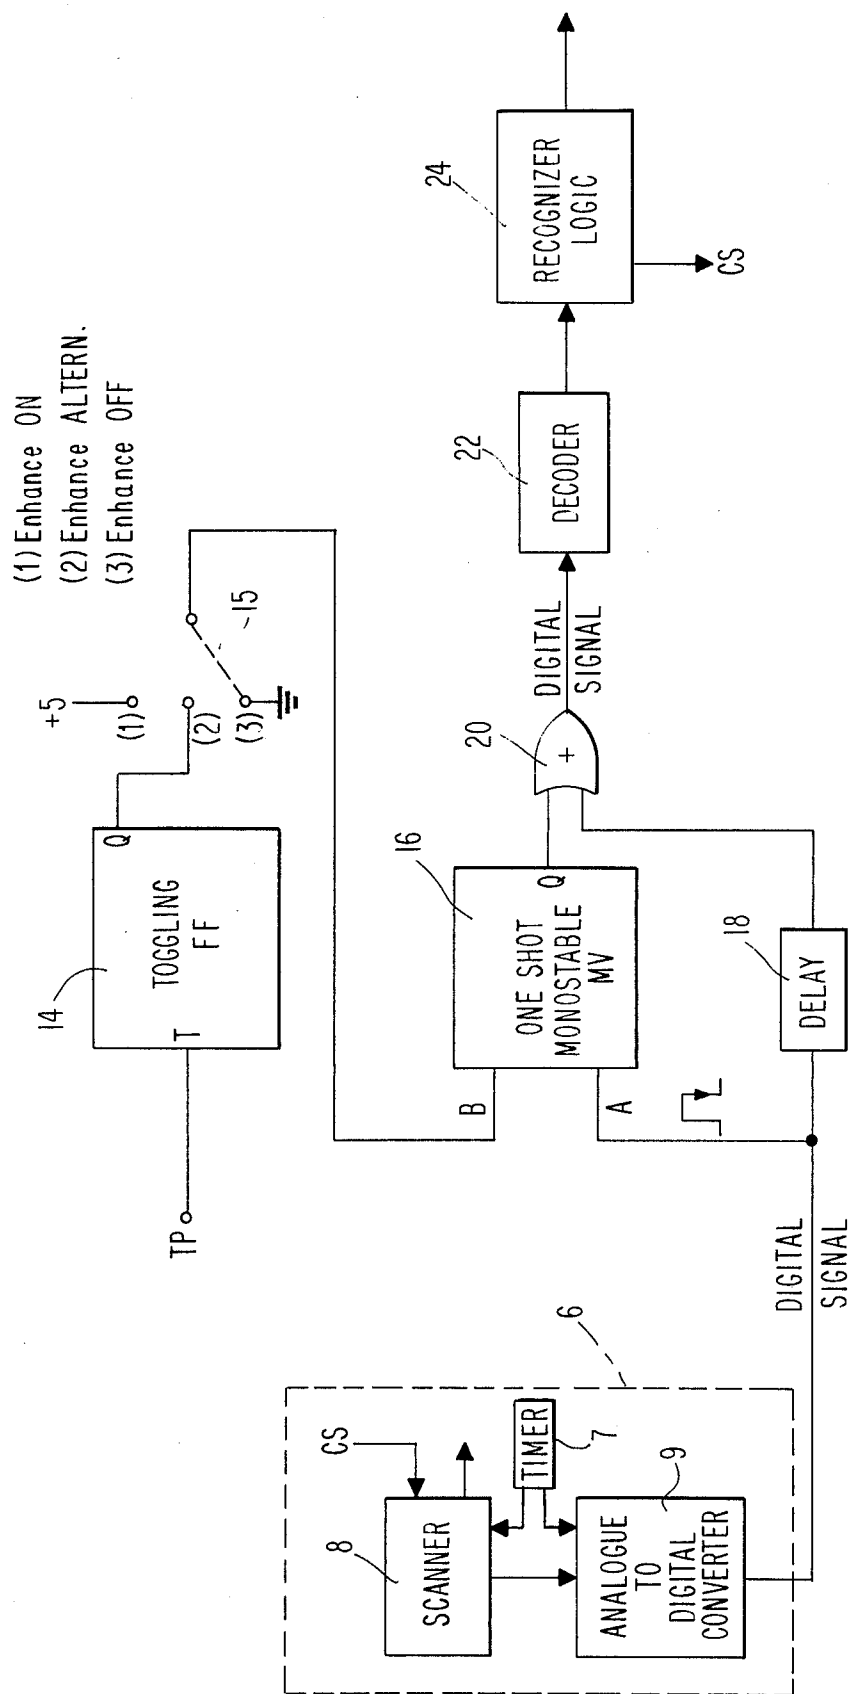 (1) Enhance ON
(2) Enhance ALTERN.
(3) Enhance OFF
+5
(1)
(2)
(3)
15
14
TOGGLING
FF
T
Q
TP
24
RECOGNIZER
LOGIC
CS
22
DECODER
DIGITAL
SIGNAL
20
+
16
ONE SHOT
MONOSTABLE
MV
Q
B
A
18
DELAY
DIGITAL
SIGNAL
6
CS
8
SCANNER
TIMER
7
9
ANALOGUE
TO
DIGITAL
CONVERTER